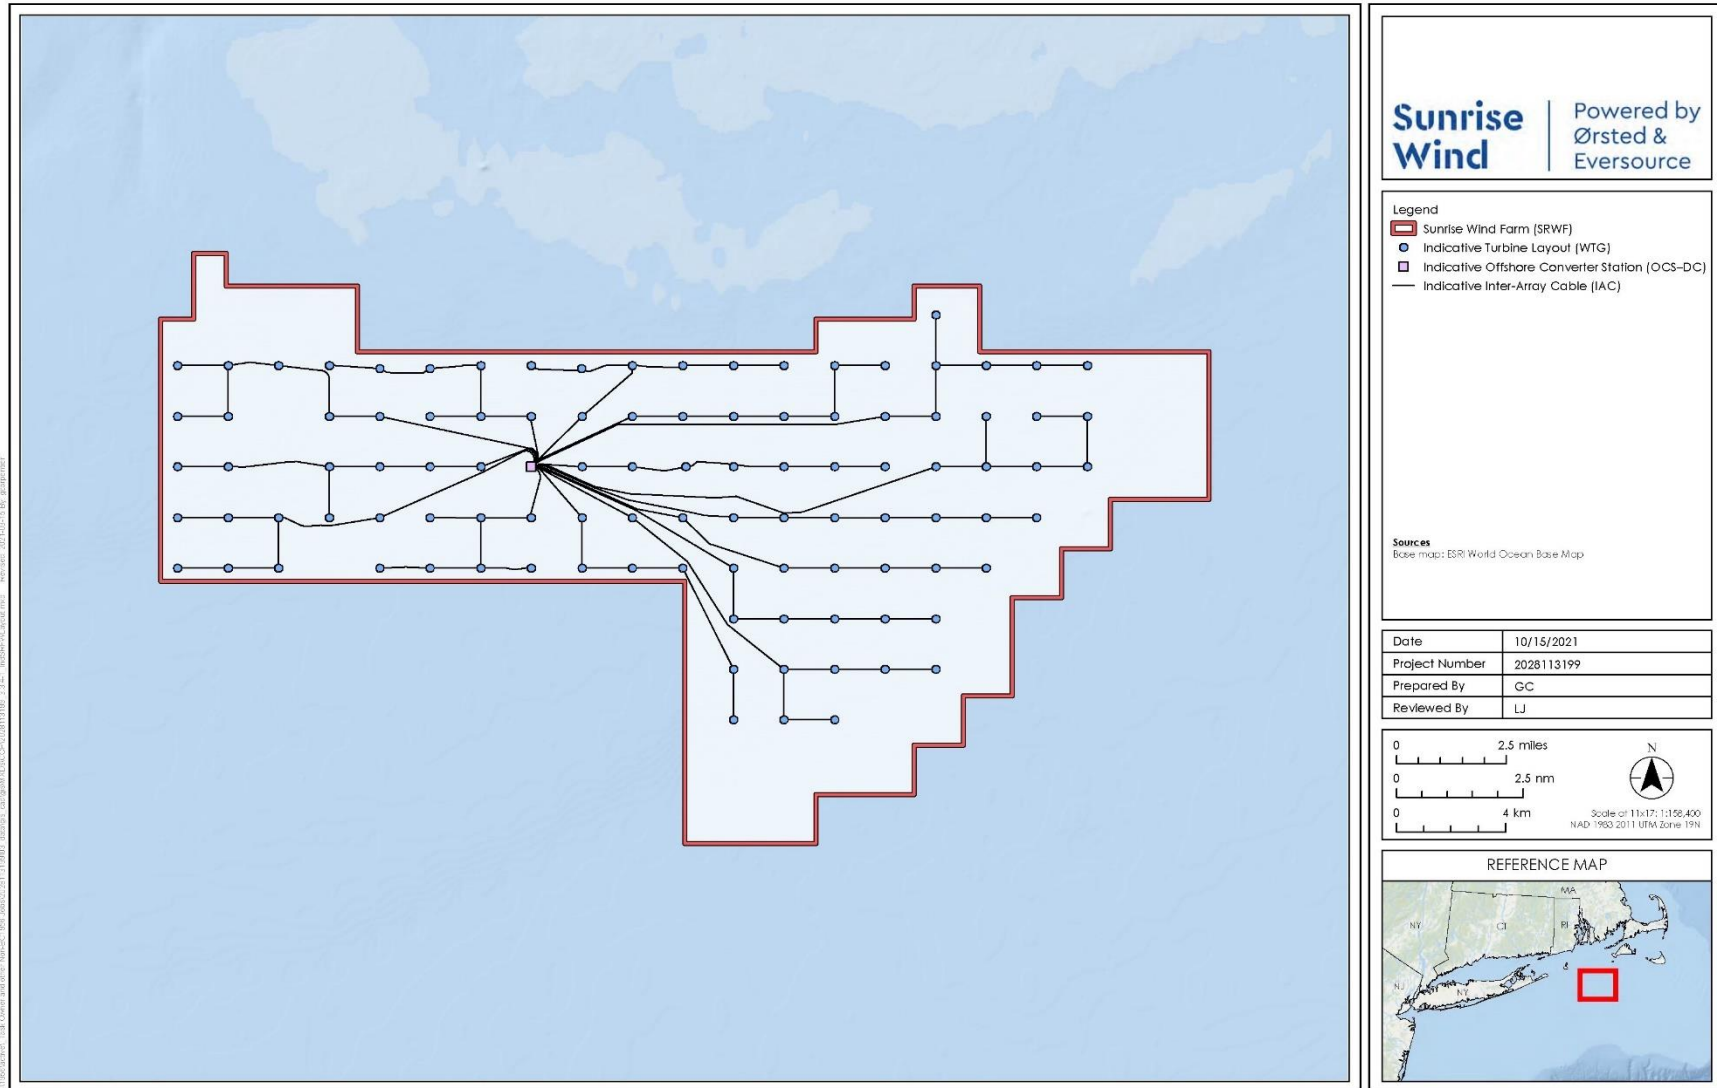 Sunrise
Wind
Powered by
Ørsted &
Eversource
Legend
Sunrise Wind Farm (SRWF)
Indicative Turbine Layout (WTG)
Indicative Offshore Converter Station (OCS–DC)
Indicative Inter-Array Cable (IAC)
Sources
Base map: ESRI World Ocean Base Map
Date 10/15/2021
Project Number 2028113199
Prepared By GC
Reviewed By LJ
0 2.5 miles
0 2.5 nm
0 4 km
N
Scale at 11x17: 1:158,400
NAD 1983 2011 UTM Zone 19N
REFERENCE MAP
MA
NY
CT
RI
NJ
NY